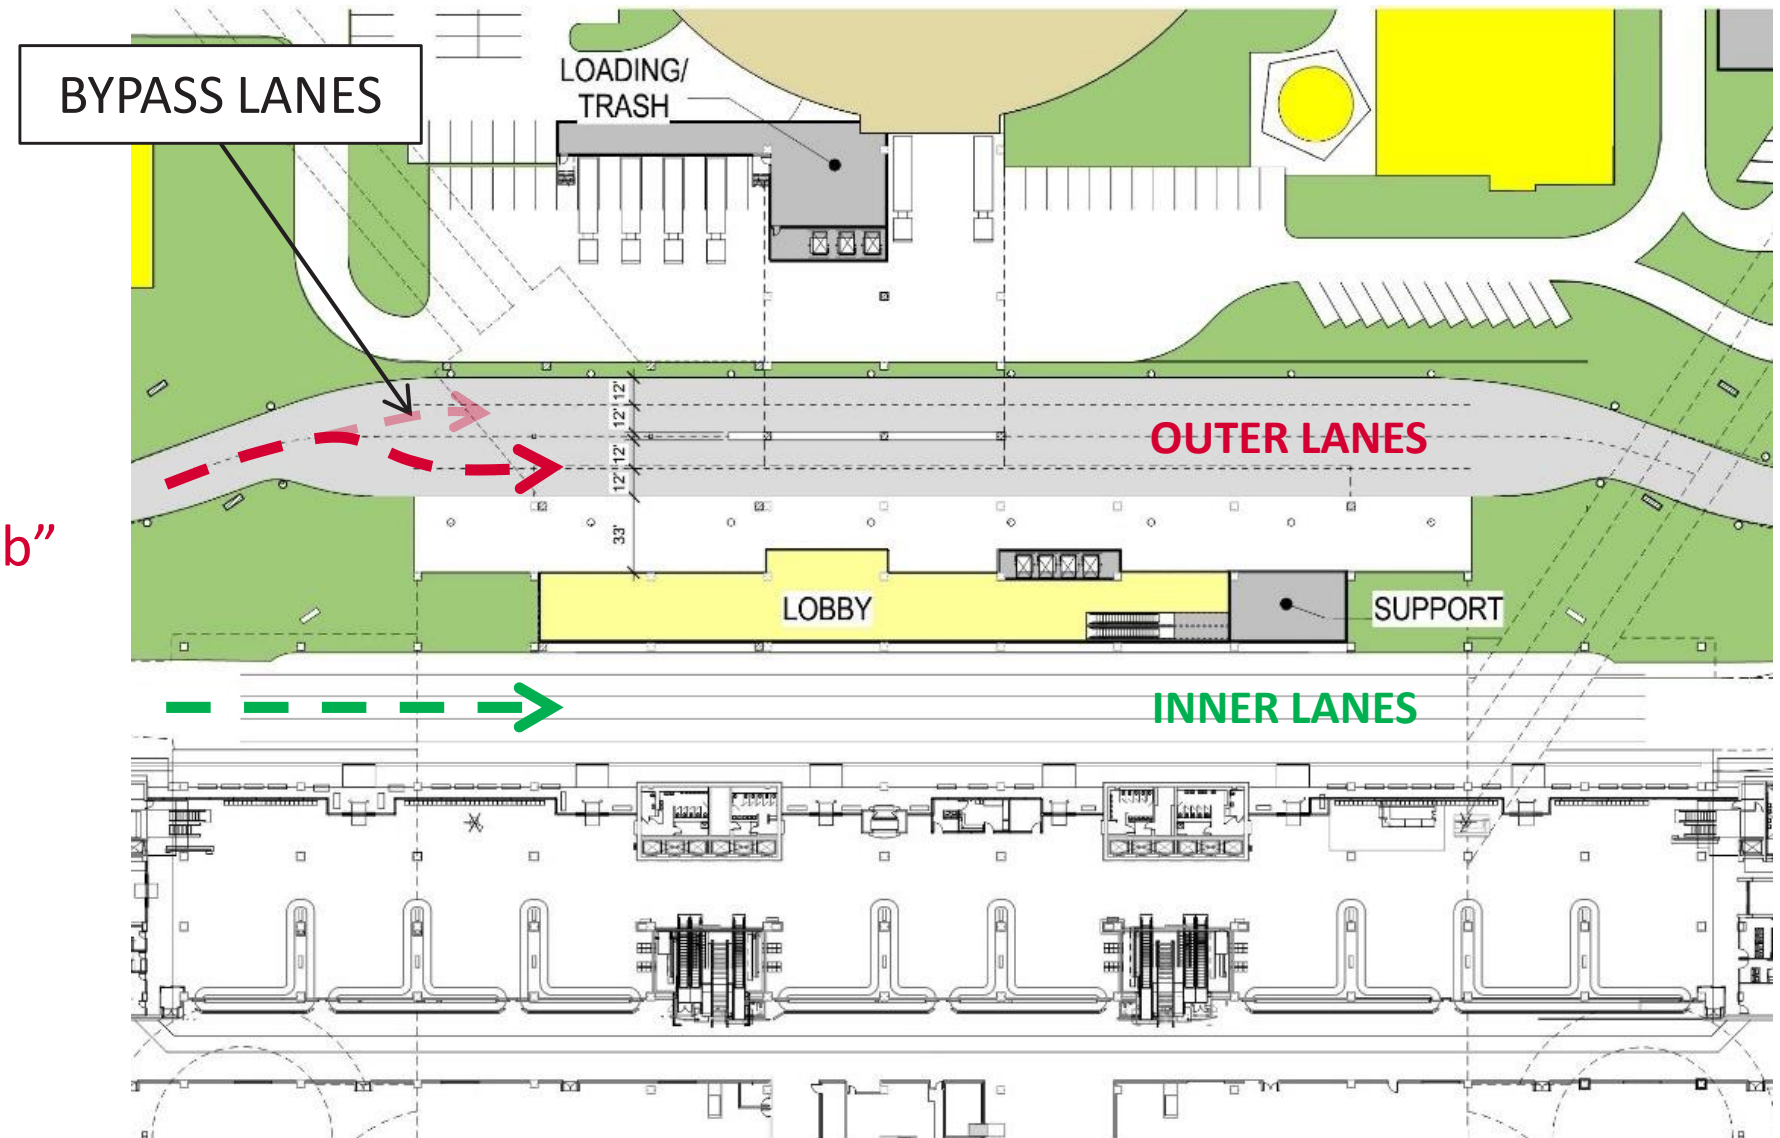 BYPASS LANES
LOADING/
TRASH
12'
12'
OUTER LANES
12'
12'
b”
33'
LOBBY
SUPPORT
INNER LANES